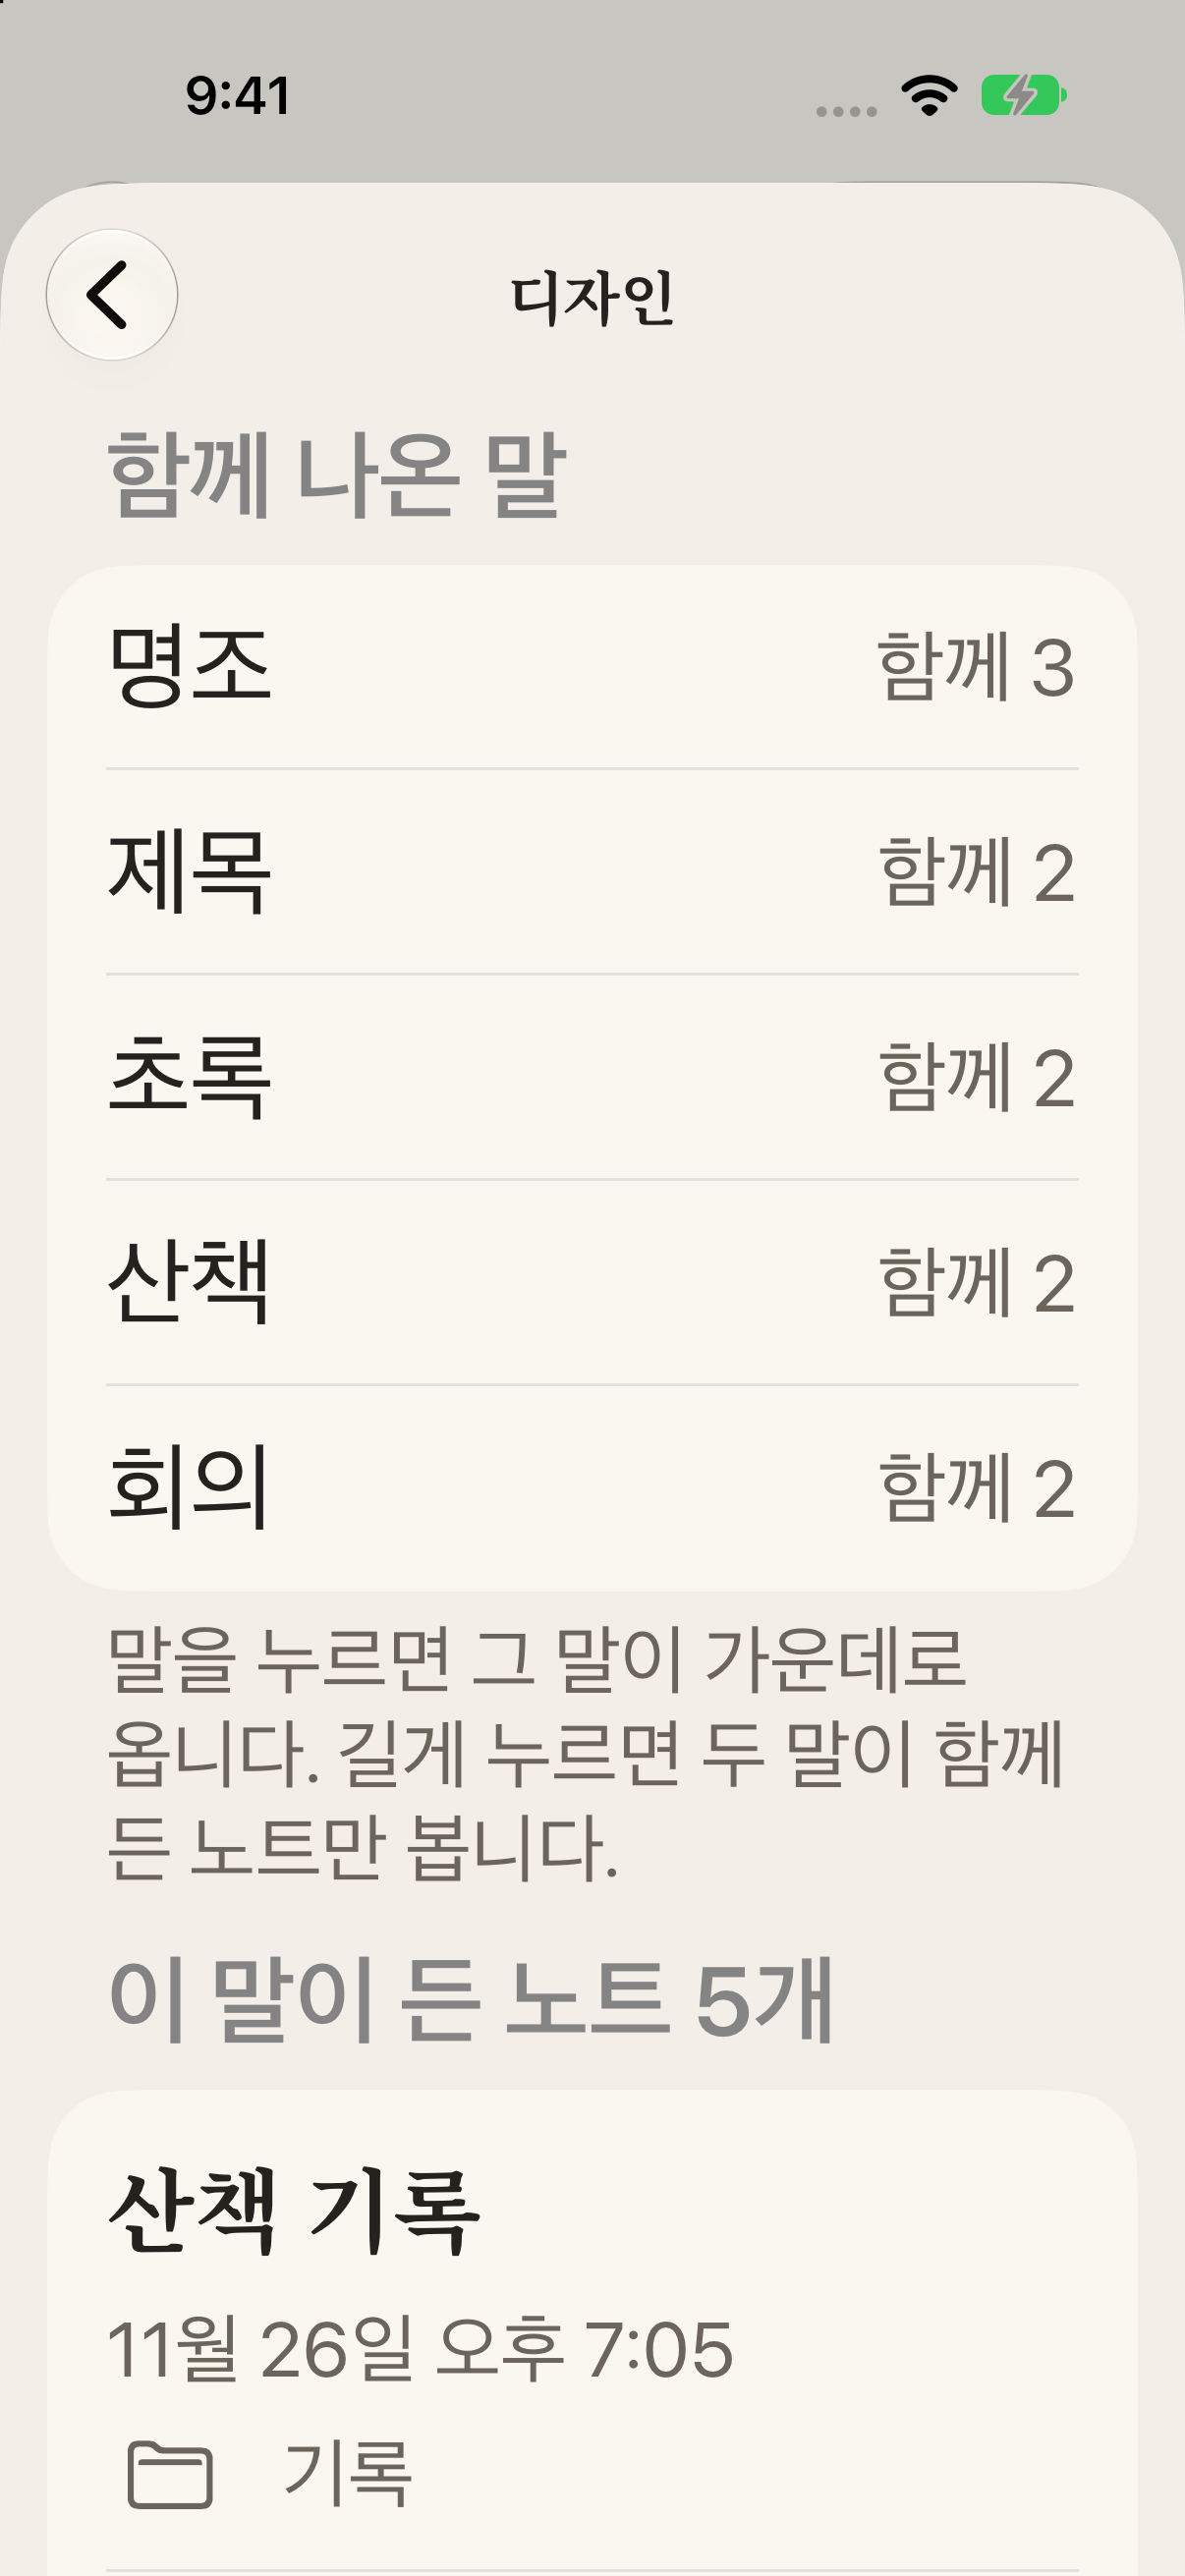 9:41
디자인
함께 나온 말
명조
함께 3
제목
함께 2
초록
함께 2
산책
함께 2
회의
함께 2
말을 누르면 그 말이 가운데로
옵니다. 길게 누르면 두 말이 함께
든 노트만 봅니다.
이 말이 든 노트 5개
산책 기록
11월 26일 오후 7:05
기록